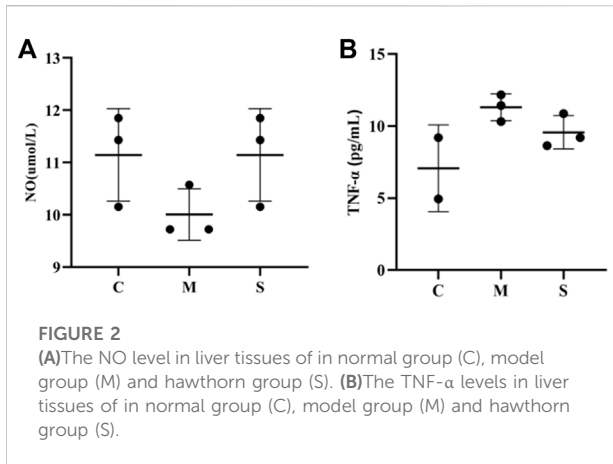 A
NO(umol/L)
13
12
11
10
9
C M S
B
TNF-α (pg/mL)
15
10
5
0
C M S
FIGURE 2
(A)The NO level in liver tissues of in normal group (C), model
group (M) and hawthorn group (S). (B)The TNF-α levels in liver
tissues of in normal group (C), model group (M) and hawthorn
group (S).